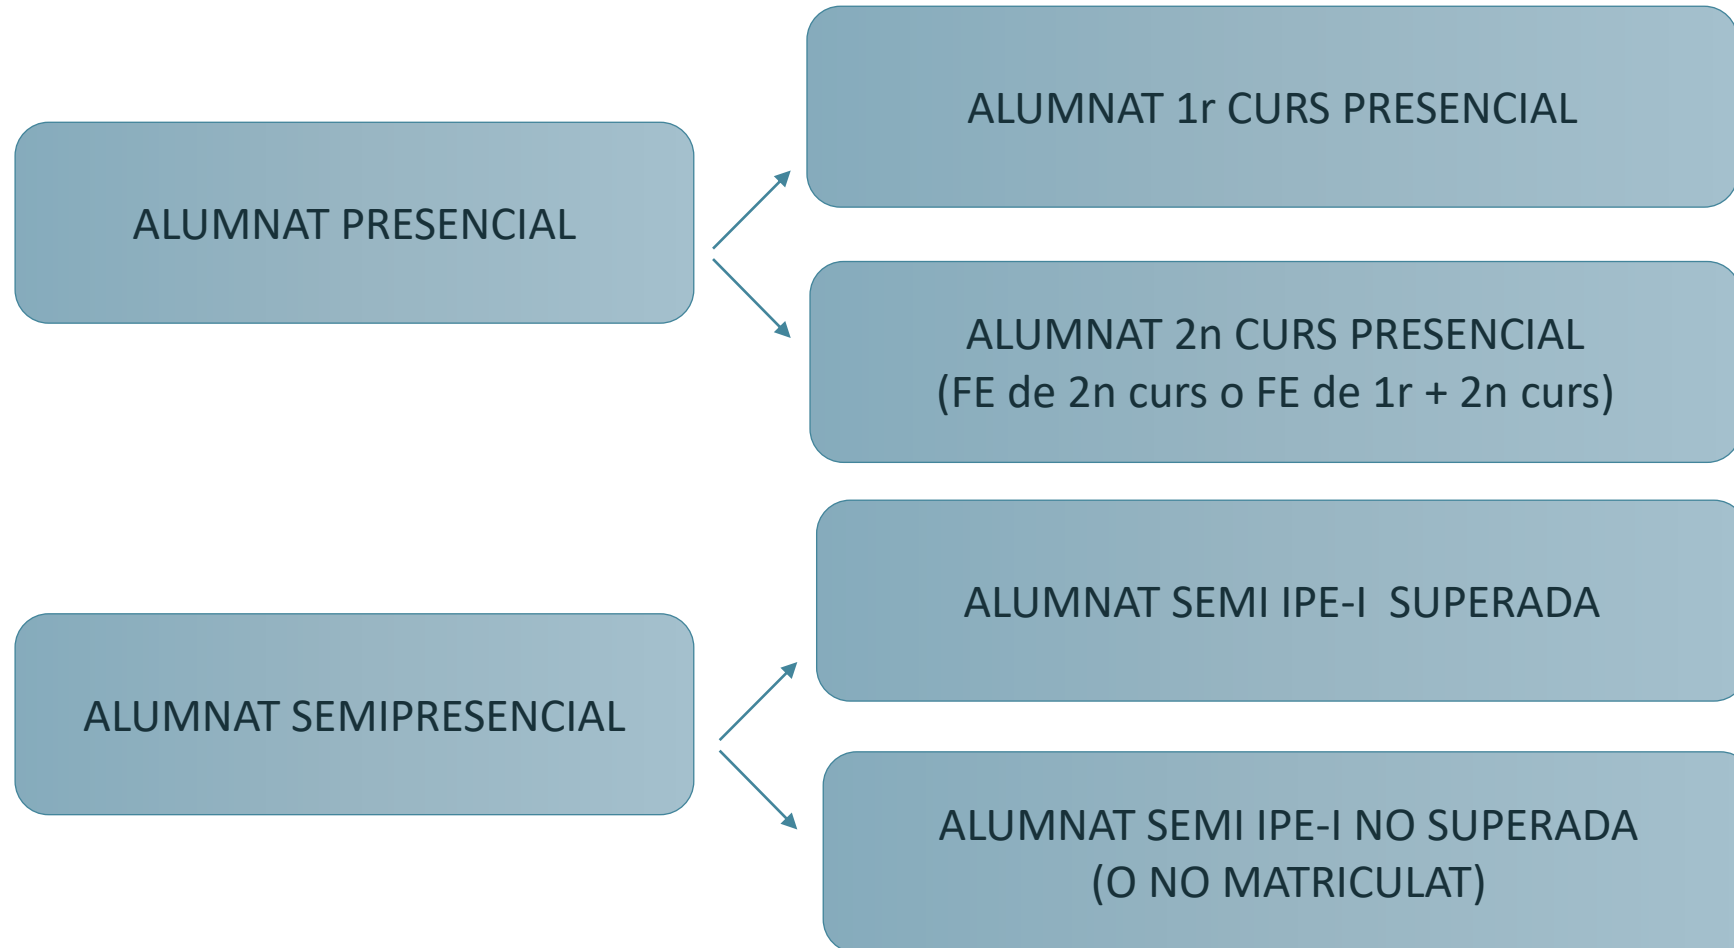 ALUMNAT PRESENCIAL
ALUMNAT 1r CURS PRESENCIAL
ALUMNAT 2n CURS PRESENCIAL
(FE de 2n curs o FE de 1r + 2n curs)
ALUMNAT SEMIPRESENCIAL
ALUMNAT SEMI IPE-I  SUPERADA
ALUMNAT SEMI IPE-I NO SUPERADA
(O NO MATRICULAT)